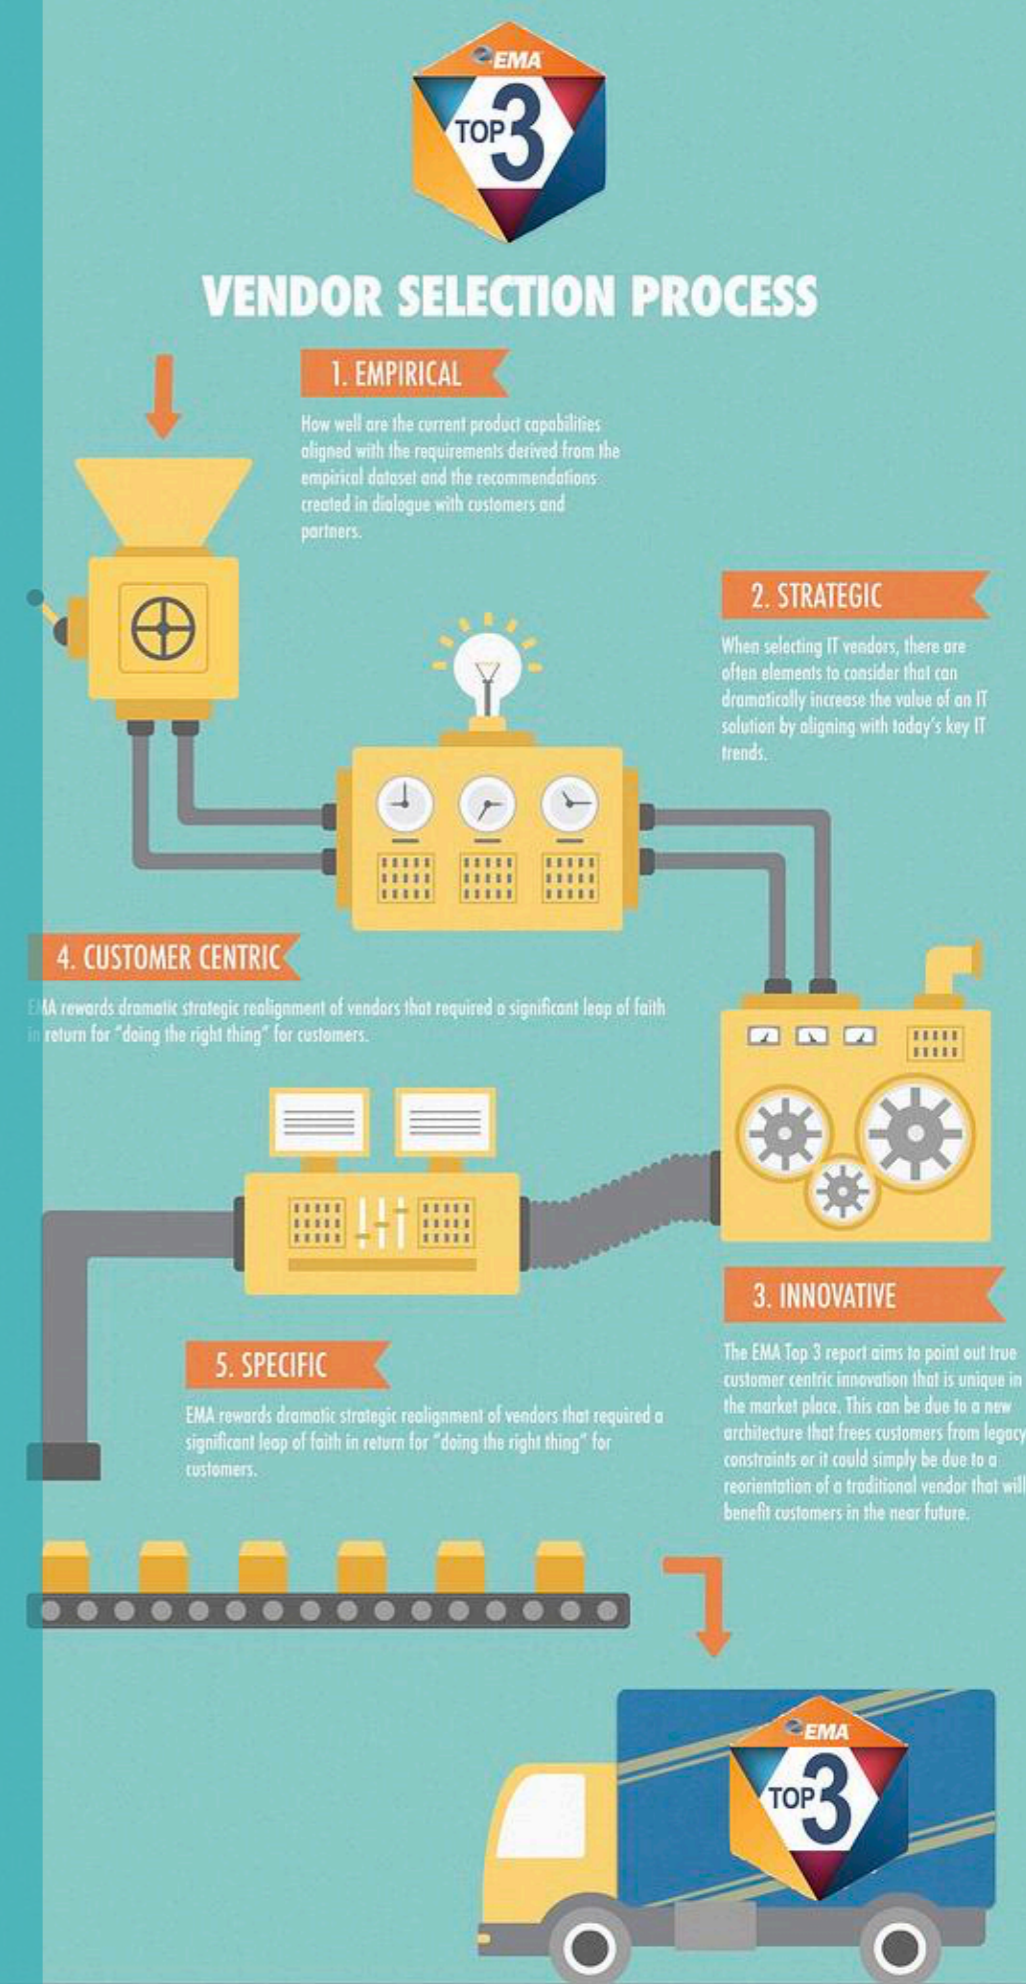 EMA
TOP 3
VENDOR SELECTION PROCESS
1. EMPIRICAL
How well are the current product capabilities
aligned with the requirements derived from the
empirical dataset and the recommendations
created in dialogue with customers and
partners.
2. STRATEGIC
When selecting IT vendors, there are
often elements to consider that can
dramatically increase the value of an IT
solution by aligning with today's key IT
trends.
4. CUSTOMER CENTRIC
EMA rewards dramatic strategic realignment of vendors that required a significant leap of faith
in return for "doing the right thing" for customers.
3. INNOVATIVE
The EMA Top 3 report aims to point out true
customer centric innovation that is unique in
the market place. This can be due to a new
architecture that frees customers from legacy
constraints or it could simply be due to a
reorientation of a traditional vendor that will
benefit customers in the near future.
5. SPECIFIC
EMA rewards dramatic strategic realignment of vendors that required a
significant leap of faith in return for "doing the right thing" for
customers.
EMA
TOP 3